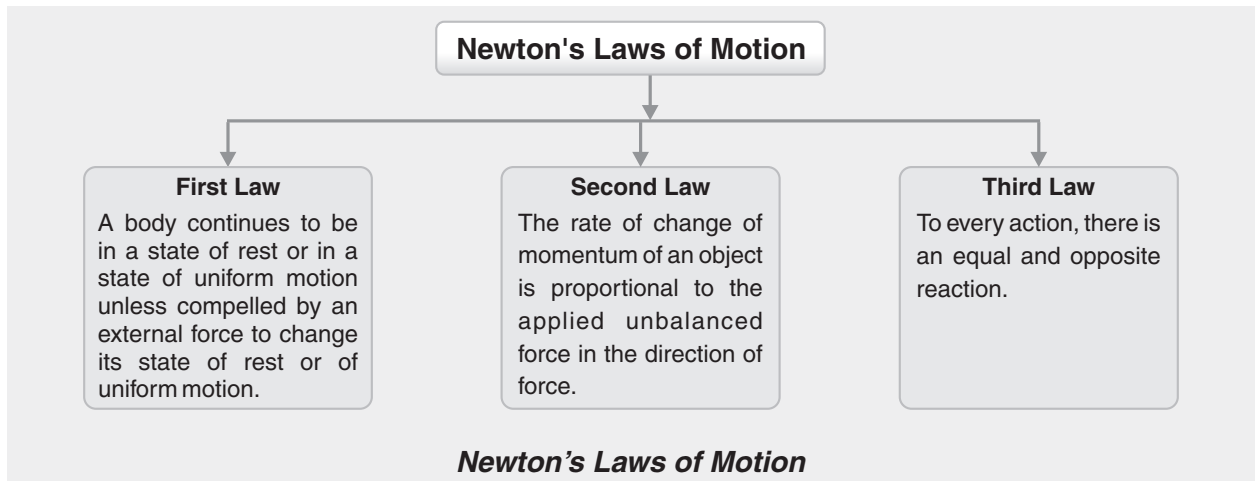 Newton's Laws of Motion
First Law
A body continues to be
in a state of rest or in a
state of uniform motion
unless compelled by an
external force to change
its state of rest or of
uniform motion.
Second Law
The rate of change of
momentum of an object
is proportional to the
applied unbalanced
force in the direction of
force.
Third Law
To every action, there is
an equal and opposite
reaction.
Newton’s Laws of Motion